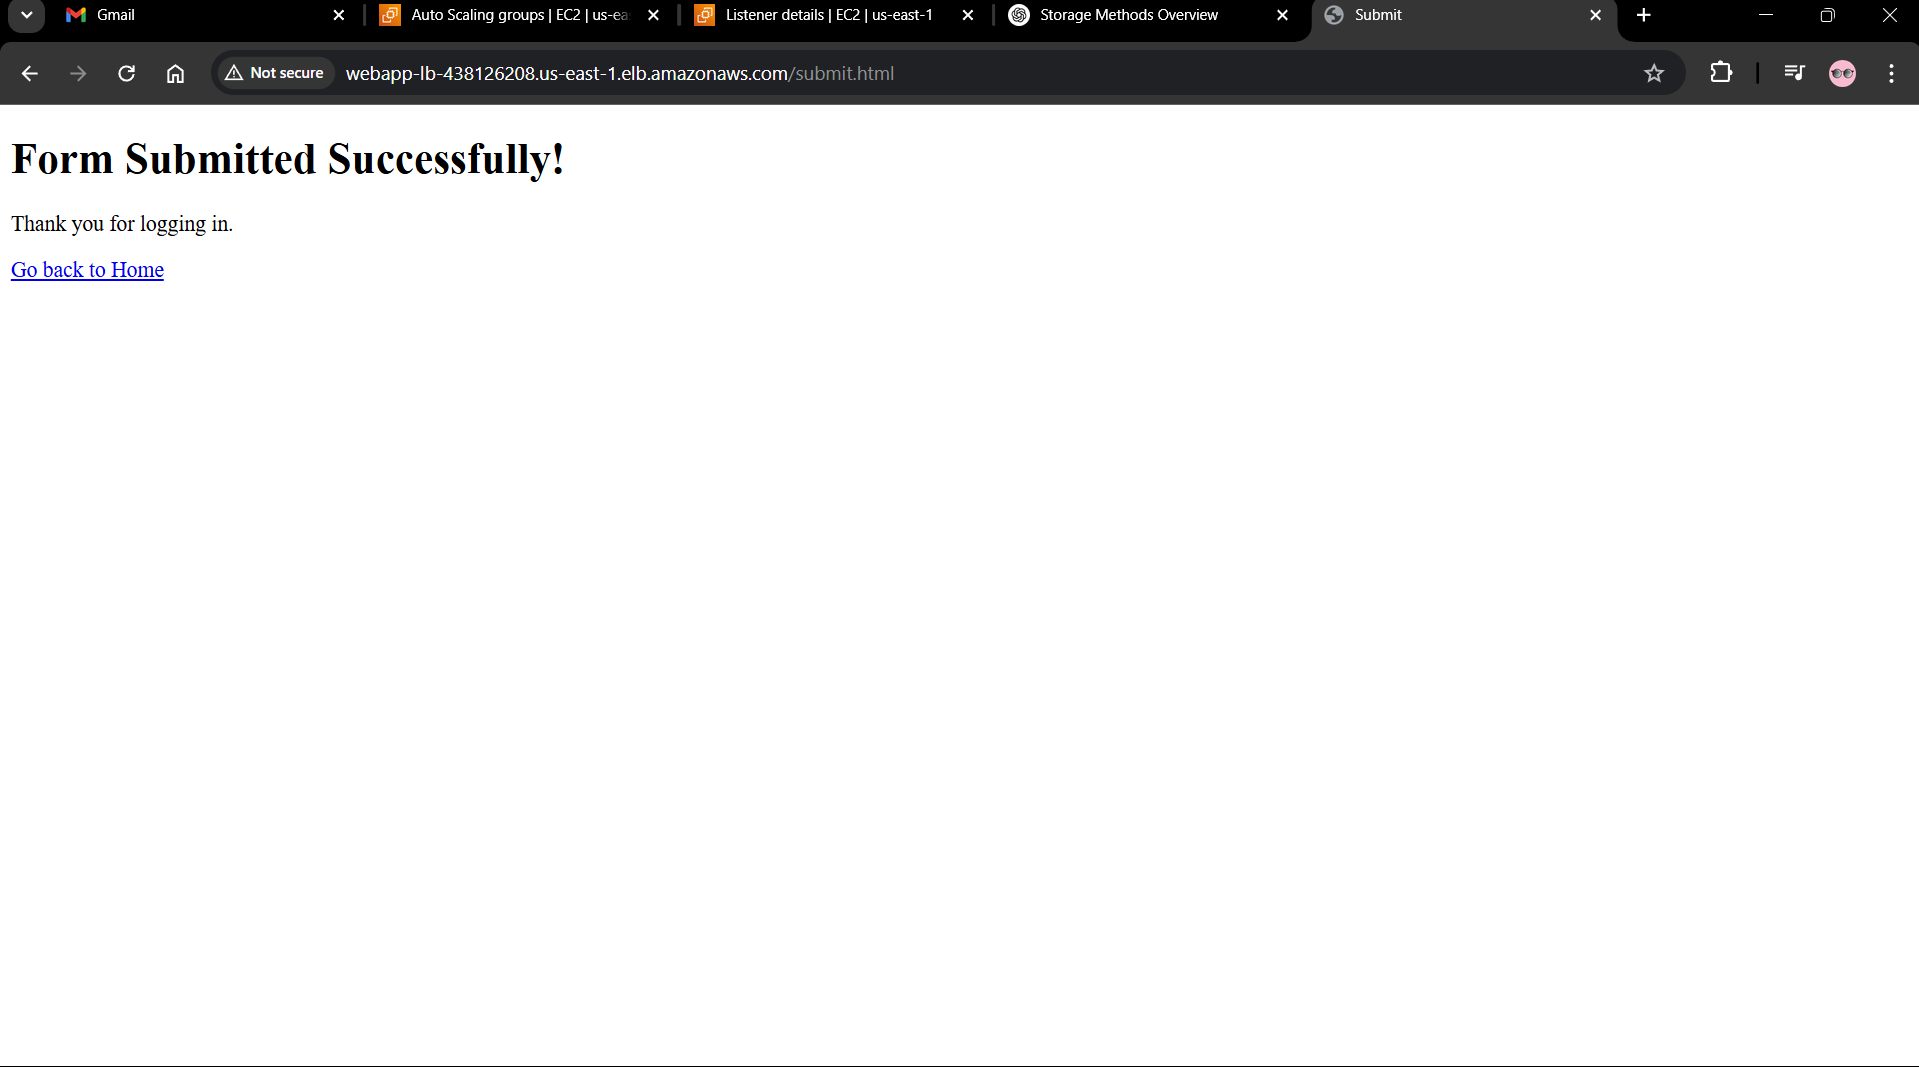 Gmail
Auto Scaling groups | EC2 | us-ea
Listener details | EC2 | us-east-1
Storage Methods Overview
Submit
Not secure
webapp-lb-438126208.us-east-1.elb.amazonaws.com/submit.html
Form Submitted Successfully!
Thank you for logging in.
Go back to Home